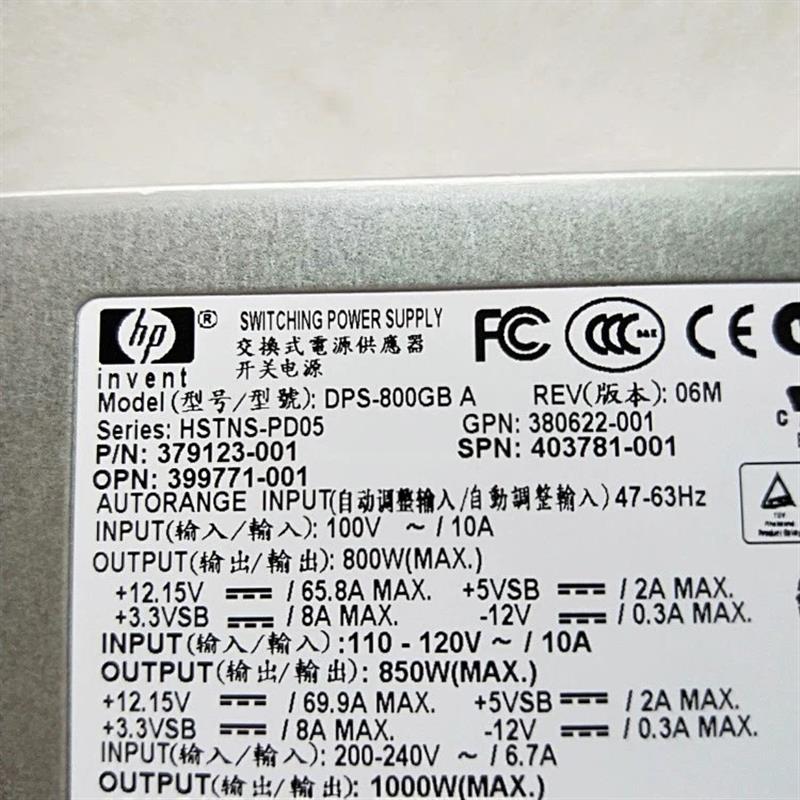 hp ® SWITCHING POWER SUPPLY
交換式電源供應器
invent 开关电源
FC CCC S&E CE
Model(型号/型號): DPS-800GB A REV(版本): 06M
Series: HSTNS-PD05 GPN: 380622-001
P/N: 379123-001 SPN: 403781-001
OPN: 399771-001
AUTORANGE INPUT(自动调整输入/自動調整輸入) 47-63Hz
INPUT(输入/輸入): 100V ~ / 10A
OUTPUT(输出/輸出): 800W(MAX.)
+12.15V ⎓ / 65.8A MAX. +5VSB ⎓ / 2A MAX.
+3.3VSB ⎓ / 8A MAX. -12V ⎓ / 0.3A MAX.
INPUT(输入/輸入):110 - 120V ~ / 10A
OUTPUT(输出/輸出): 850W(MAX.)
+12.15V ⎓ / 69.9A MAX. +5VSB ⎓ / 2A MAX.
+3.3VSB ⎓ / 8A MAX. -12V ⎓ / 0.3A MAX.
INPUT(输入/輸入): 200-240V ~ / 6.7A
OUTPUT(输出/輸出): 1000W(MAX.)